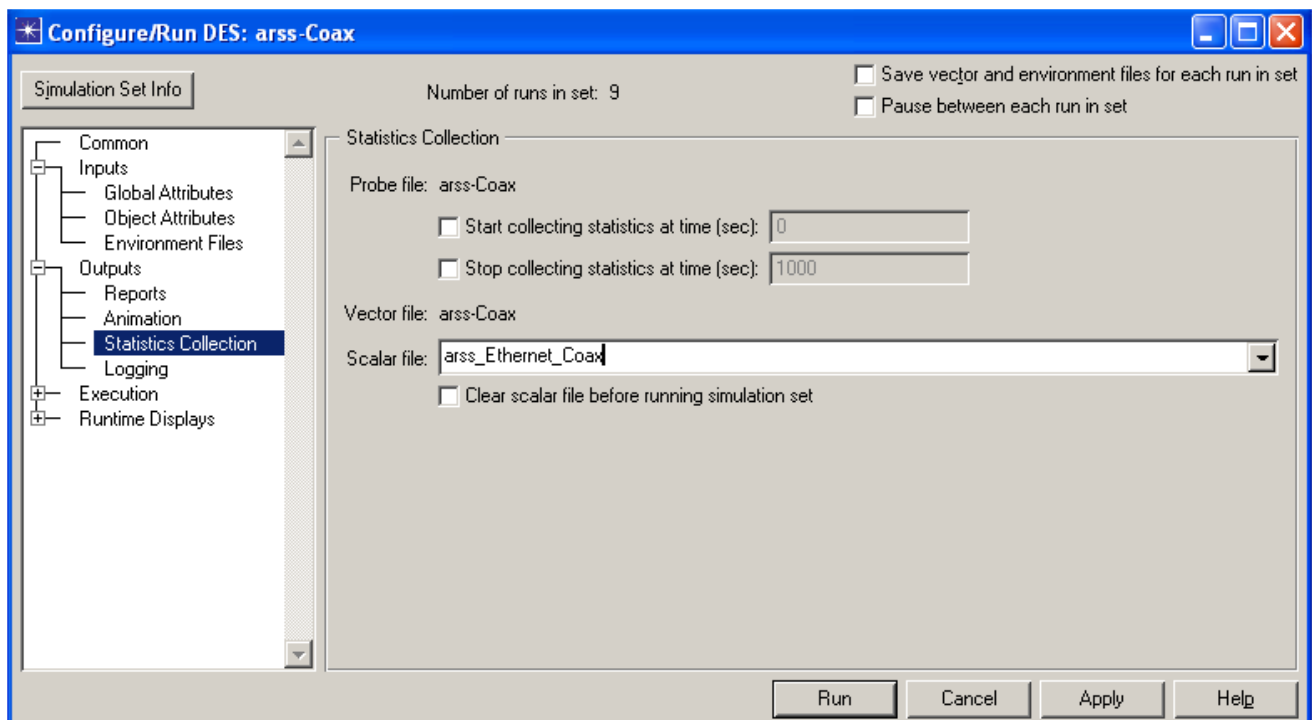 Configure/Run DES: arss-Coax
Simulation Set Info
Number of runs in set: 9
Save vector and environment files for each run in set
Pause between each run in set
Common
Inputs
Global Attributes
Object Attributes
Environment Files
Outputs
Reports
Animation
Statistics Collection
Logging
Execution
Runtime Displays
Statistics Collection
Probe file: arss-Coax
Start collecting statistics at time (sec): 0
Stop collecting statistics at time (sec): 1000
Vector file: arss-Coax
Scalar file: arss_Ethernet_Coax
Clear scalar file before running simulation set
Run Cancel Apply Help